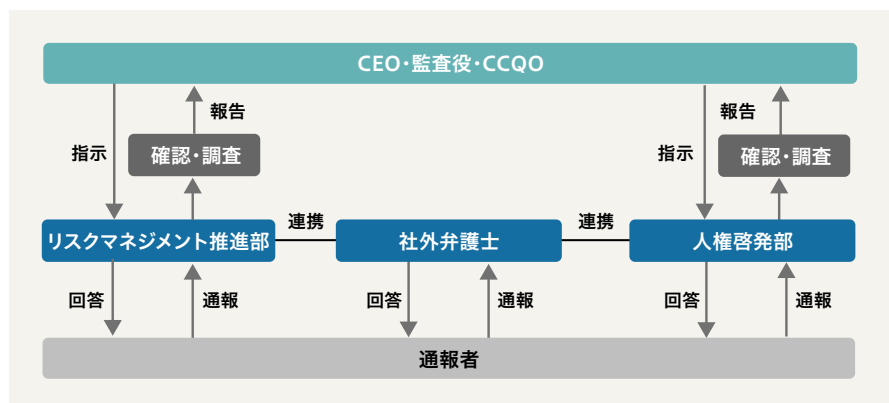 CEO・監査役・CCQO
報告
報告
指示
確認・調査
指示
確認・調査
リスクマネジメント推進部
連携
社外弁護士
連携
人権啓発部
回答
通報
回答
通報
回答
通報
通報者